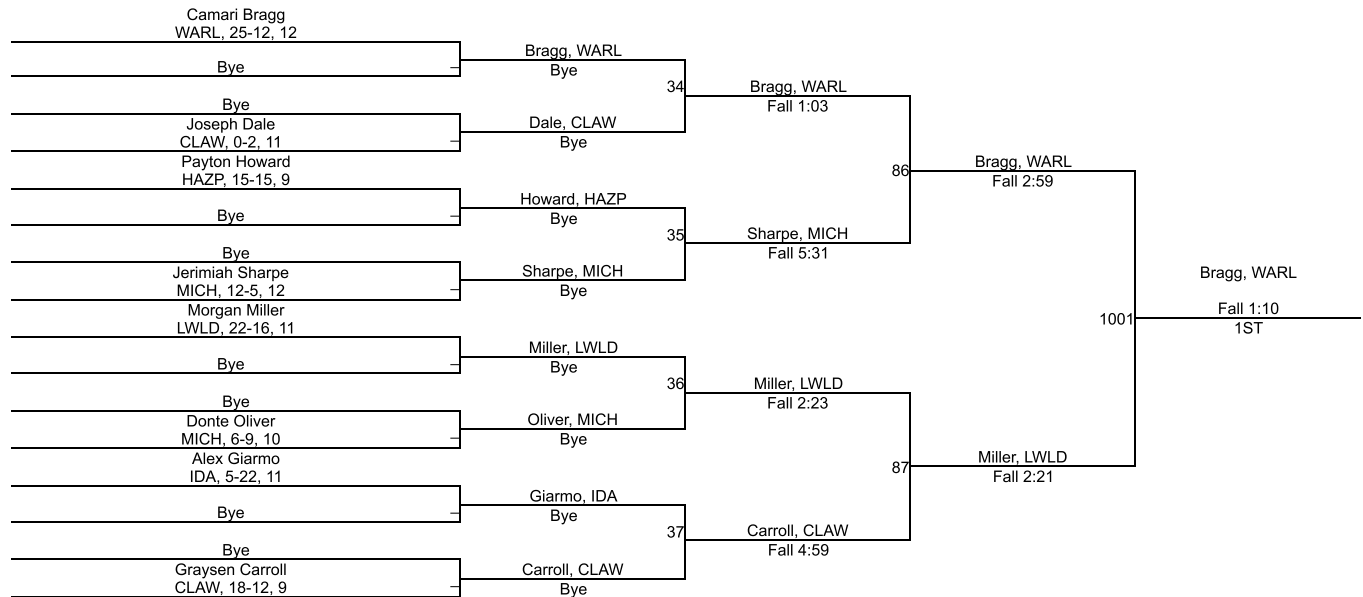 Camari Bragg
WARL, 25-12, 12
Bye
Bye
Joseph Dale
CLAW, 0-2, 11
Payton Howard
HAZP, 15-15, 9
Bye
Bye
Jerimiah Sharpe
MICH, 12-5, 12
Morgan Miller
LWLD, 22-16, 11
Bye
Bye
Donte Oliver
MICH, 6-9, 10
Alex Giarmo
IDA, 5-22, 11
Bye
Bye
Graysen Carroll
CLAW, 18-12, 9
Bragg, WARL
Bye
Dale, CLAW
Bye
Howard, HAZP
Bye
Sharpe, MICH
Bye
Miller, LWLD
Bye
Oliver, MICH
Bye
Giarmo, IDA
Bye
Carroll, CLAW
Bye
34
35
36
37
Bragg, WARL
Fall 1:03
Sharpe, MICH
Fall 5:31
Miller, LWLD
Fall 2:23
Carroll, CLAW
Fall 4:59
86
87
Bragg, WARL
Fall 2:59
Miller, LWLD
Fall 2:21
1001
Bragg, WARL
Fall 1:10
1ST